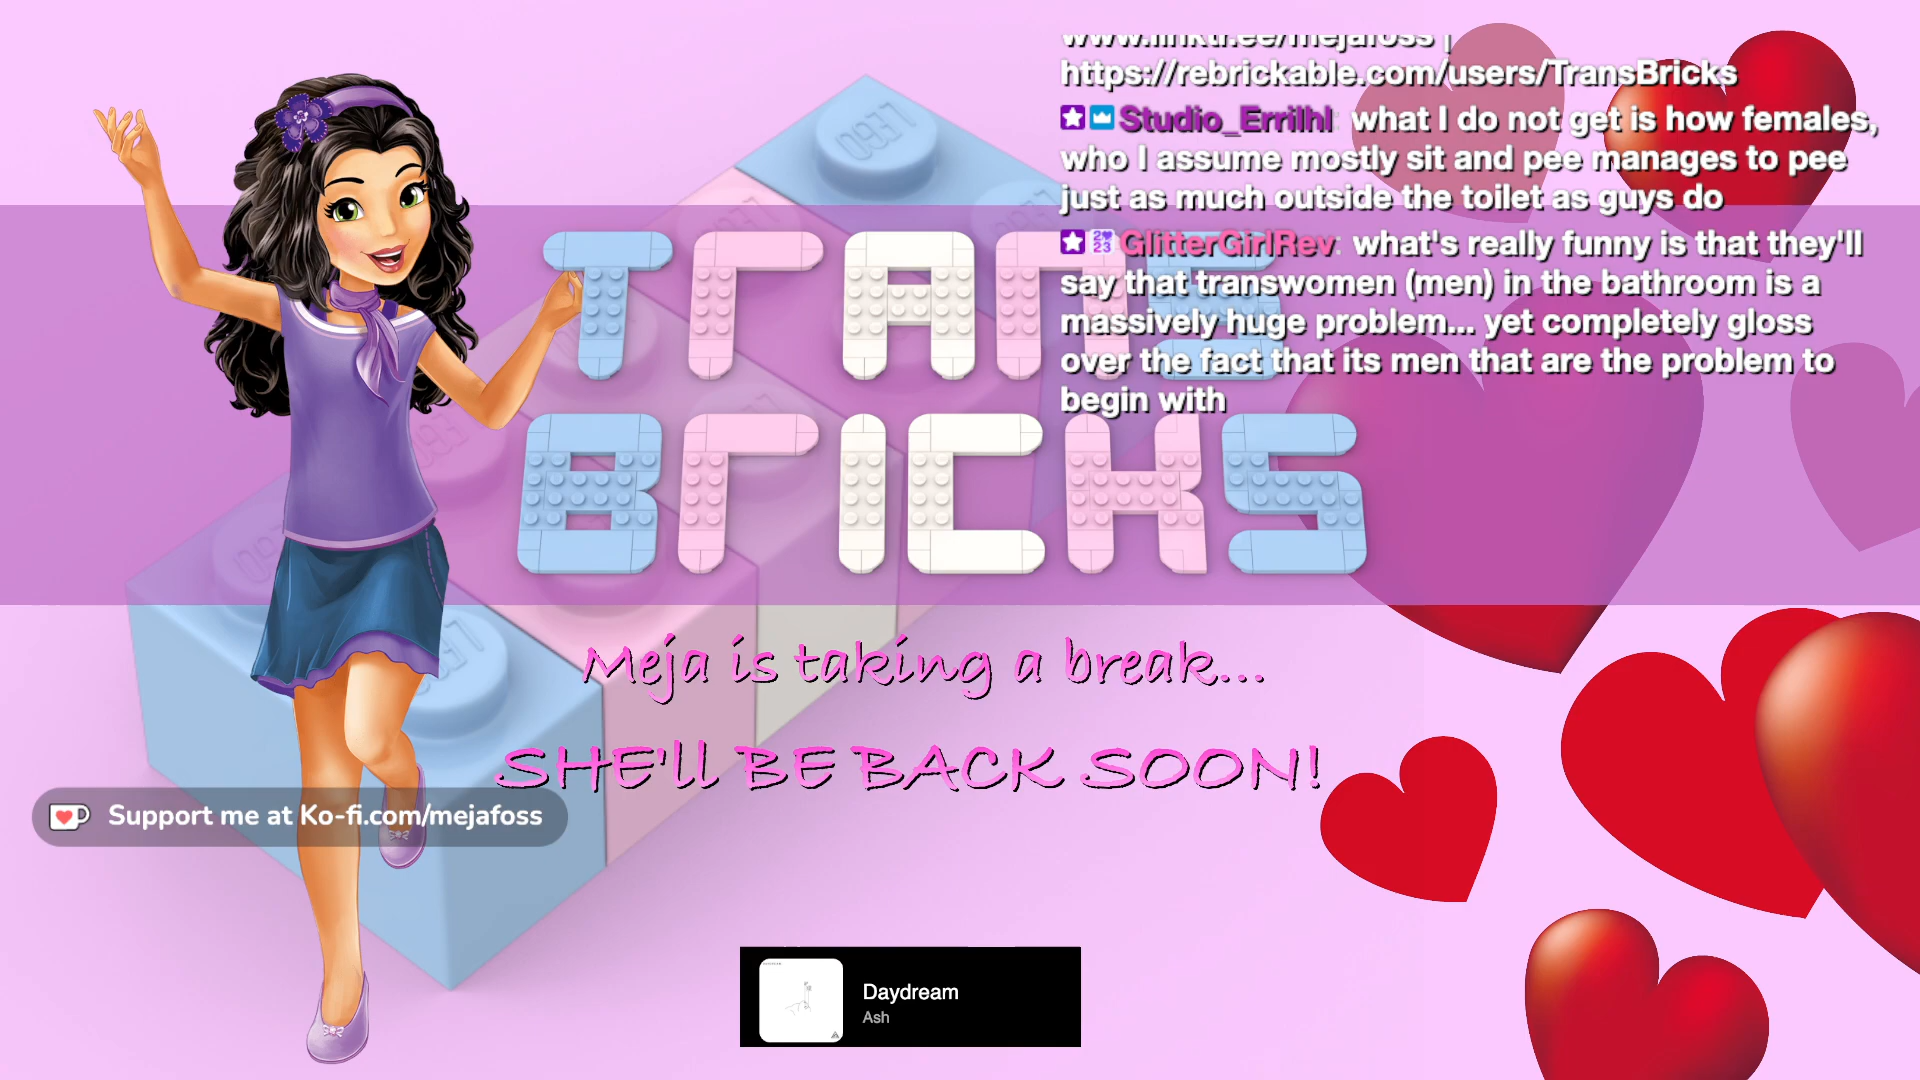 www.linktr.ee/mejafoss |
https://rebrickable.com/users/TransBricks
Studio_Errilhl: what I do not get is how females,
who I assume mostly sit and pee manages to pee
just as much outside the toilet as guys do
GlitterGirlRev: what's really funny is that they'll
say that transwomen (men) in the bathroom is a
massively huge problem... yet completely gloss
over the fact that its men that are the problem to
begin with
TrAnS
BrICKS
Meja is taking a break...
SHE'll BE BACK SOON!
Support me at Ko-fi.com/mejafoss
Daydream
Ash